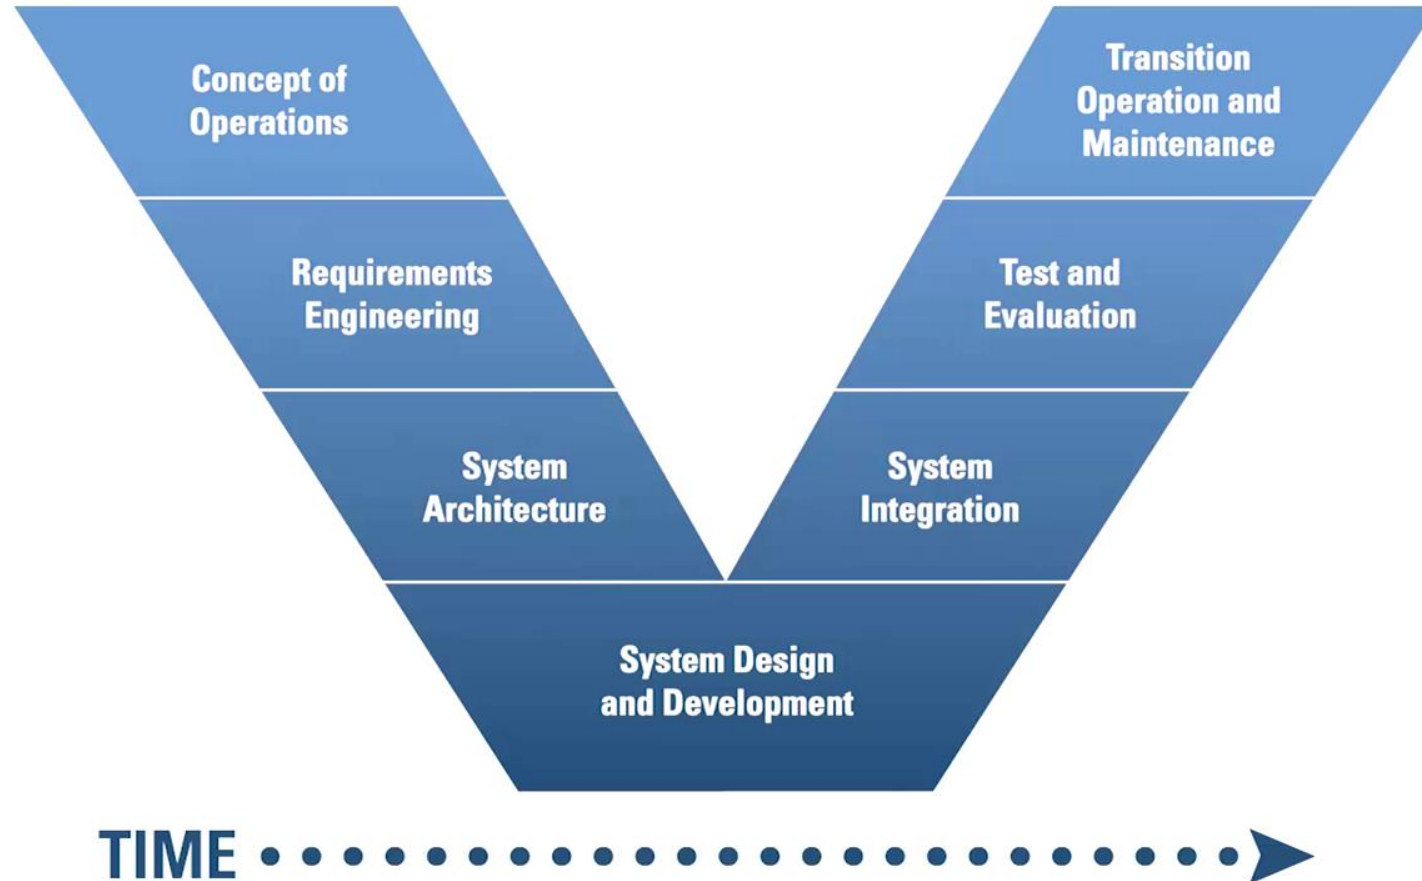 Concept of
Operations
Requirements
Engineering
System
Architecture
System Design
and Development
System
Integration
Test and
Evaluation
Transition
Operation and
Maintenance
TIME